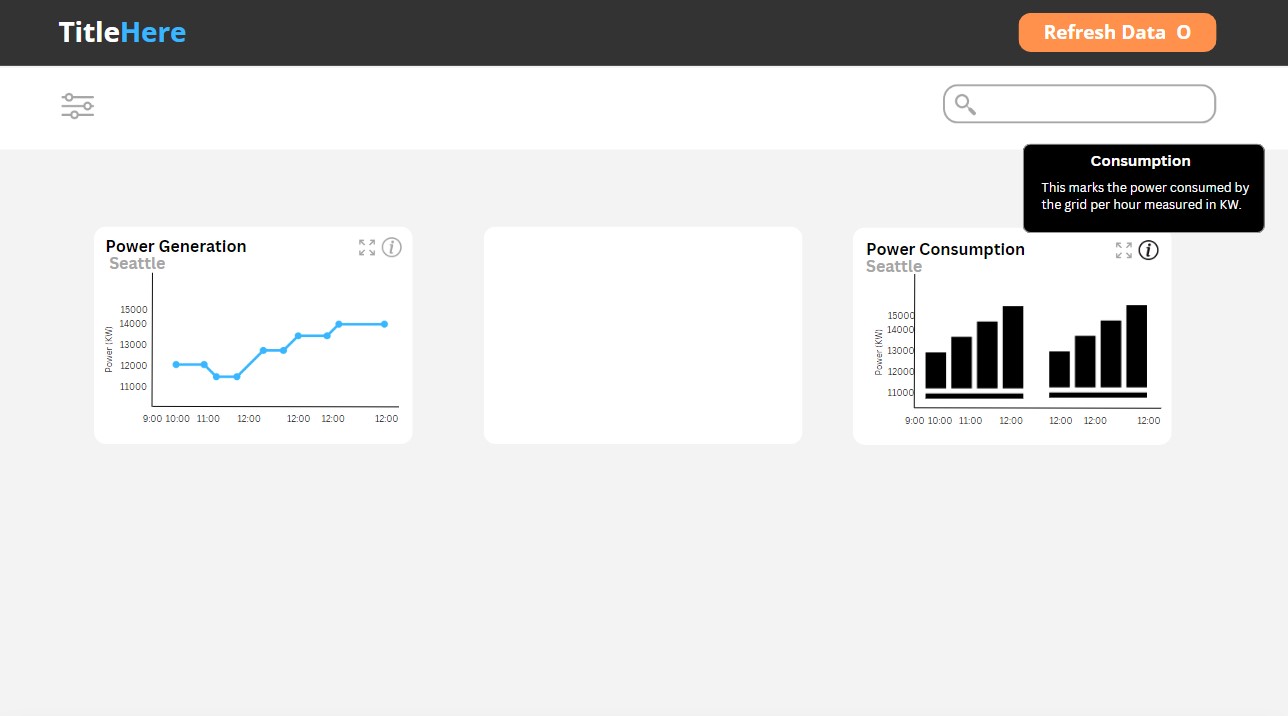 TitleHere
Refresh Data O
Consumption
This marks the power consumed by
the grid per hour measured in KW.
Power Generation
i
Seattle
15000
14000
13000
12000
11000
Power (KW)
9:00 10:00 11:00 12:00 12:00 12:00 12:00
Power Consumption
i
Seattle
15000
14000
13000
12000
11000
Power (KW)
9:00 10:00 11:00 12:00 12:00 12:00 12:00